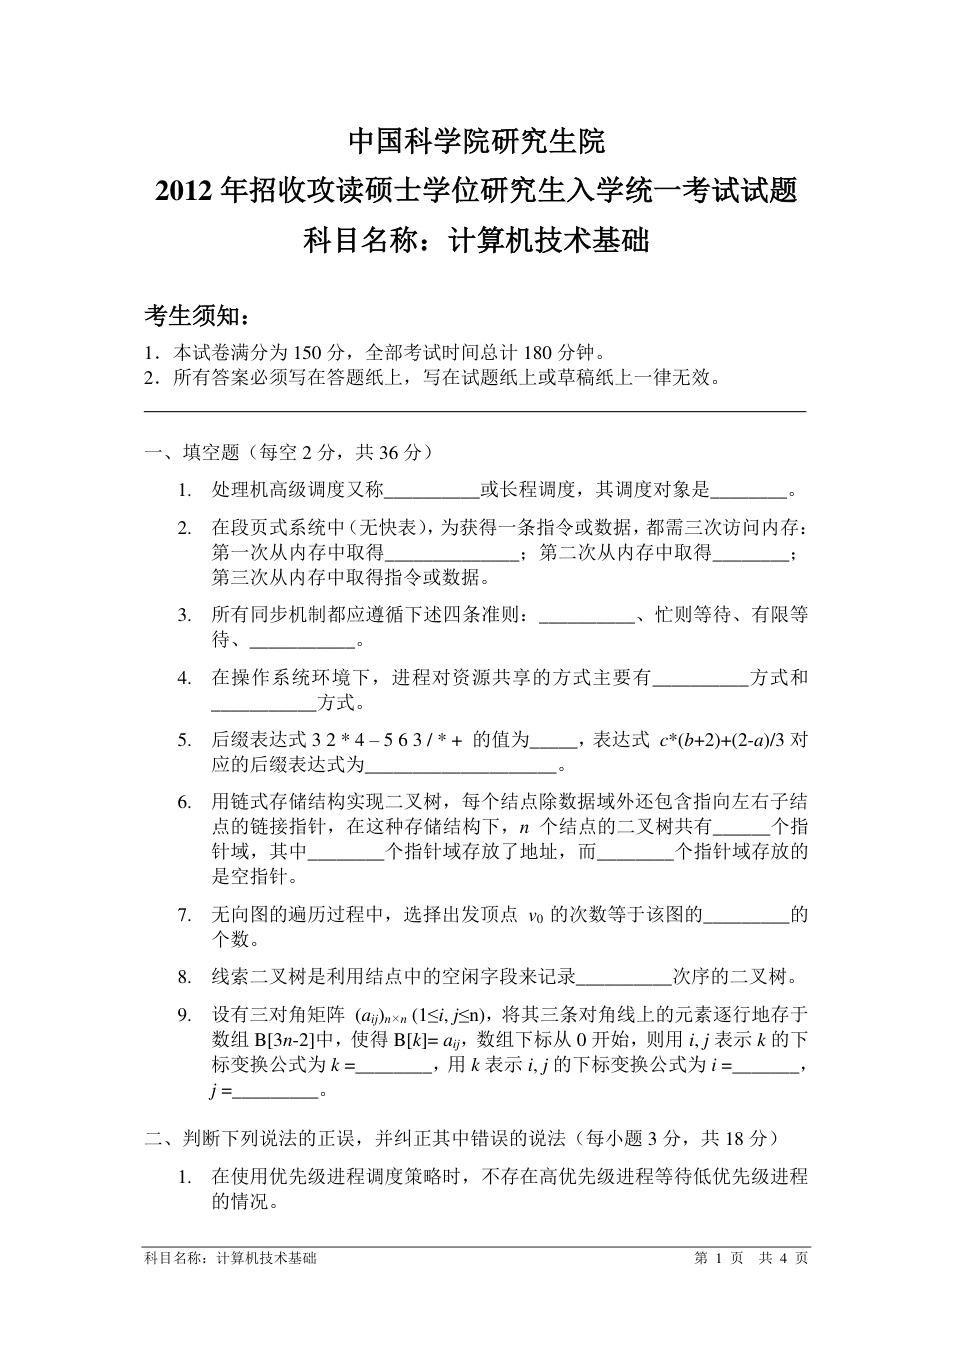 中国科学院研究生院
2012 年招收攻读硕士学位研究生入学统一考试试题
科目名称：计算机技术基础
考生须知：
1．本试卷满分为 150 分，全部考试时间总计 180 分钟。
2．所有答案必须写在答题纸上，写在试题纸上或草稿纸上一律无效。
一、填空题（每空 2 分，共 36 分）
1. 处理机高级调度又称__________或长程调度，其调度对象是________。
2. 在段页式系统中（无快表），为获得一条指令或数据，都需三次访问内存：
第一次从内存中取得______________；第二次从内存中取得________；
第三次从内存中取得指令或数据。
3. 所有同步机制都应遵循下述四条准则：__________、忙则等待、有限等
待、___________。
4. 在操作系统环境下，进程对资源共享的方式主要有__________方式和
___________方式。
5. 后缀表达式 3 2 * 4 – 5 6 3 / * + 的值为_____，表达式 c*(b+2)+(2-a)/3 对
应的后缀表达式为____________________。
6. 用链式存储结构实现二叉树，每个结点除数据域外还包含指向左右子结
点的链接指针，在这种存储结构下，n 个结点的二叉树共有______个指
针域，其中________个指针域存放了地址，而________个指针域存放的
是空指针。
7. 无向图的遍历过程中，选择出发顶点 v0 的次数等于该图的_________的
个数。
8. 线索二叉树是利用结点中的空闲字段来记录__________次序的二叉树。
9. 设有三对角矩阵 (aij)n×n (1≤i, j≤n)，将其三条对角线上的元素逐行地存于
数组 B[3n-2]中，使得 B[k]= aij，数组下标从 0 开始，则用 i, j 表示 k 的下
标变换公式为 k =________，用 k 表示 i, j 的下标变换公式为 i =_______，
j =_________。
二、判断下列说法的正误，并纠正其中错误的说法（每小题 3 分，共 18 分）
1. 在使用优先级进程调度策略时，不存在高优先级进程等待低优先级进程
的情况。
科目名称：计算机技术基础 第 1 页 共 4 页